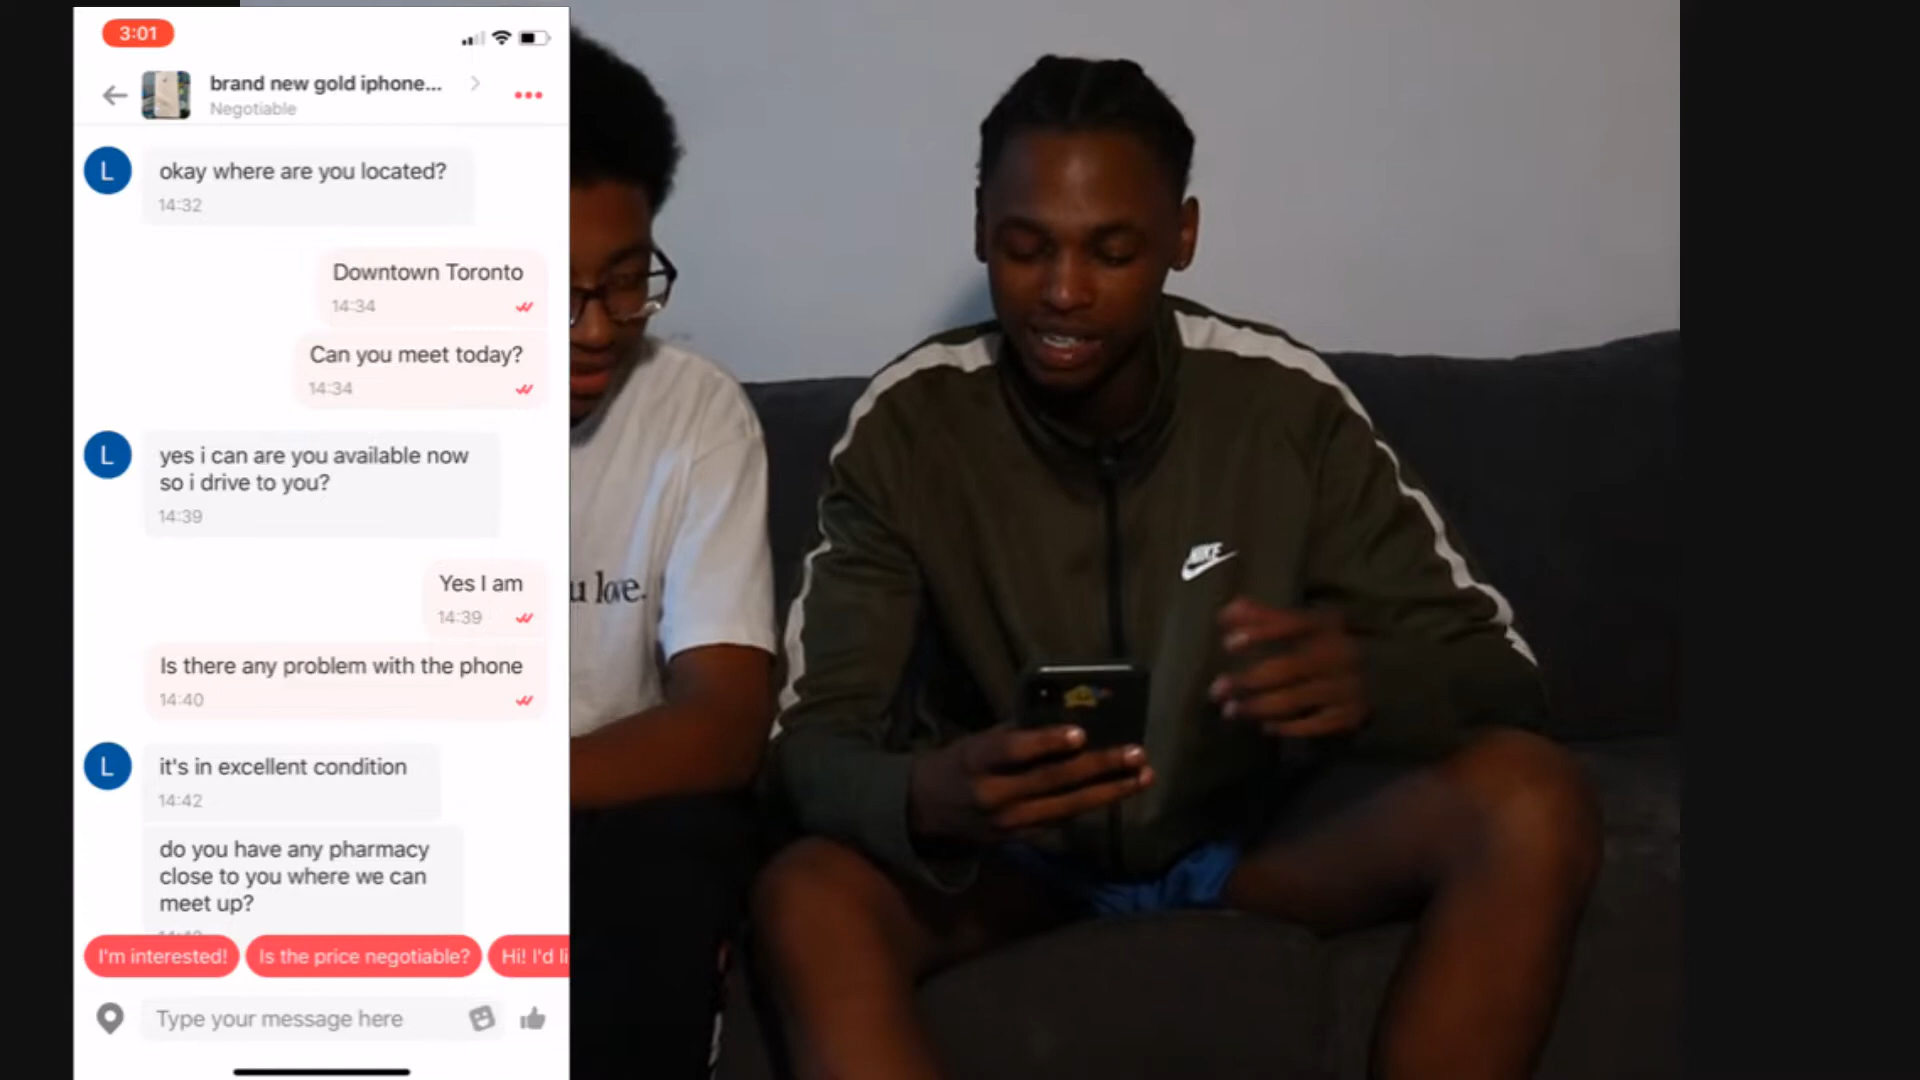 3:01
brand new gold iphone...
Negotiable
L
okay where are you located?
14:32
Downtown Toronto
14:34
Can you meet today?
14:34
L
yes i can are you available now
so i drive to you?
14:39
Yes I am
14:39
Is there any problem with the phone
14:40
L
it's in excellent condition
14:42
do you have any pharmacy
close to you where we can
meet up?
I'm interested!
Is the price negotiable?
Hi! I'd li
Type your message here
u love.
NIKE